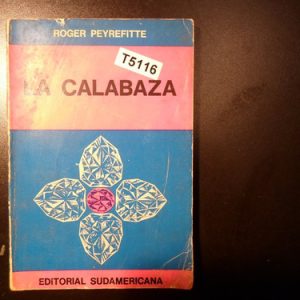 ROGER PEYREFITTE
T5116
LA CALABAZA
EDITORIAL SUDAMERICANA